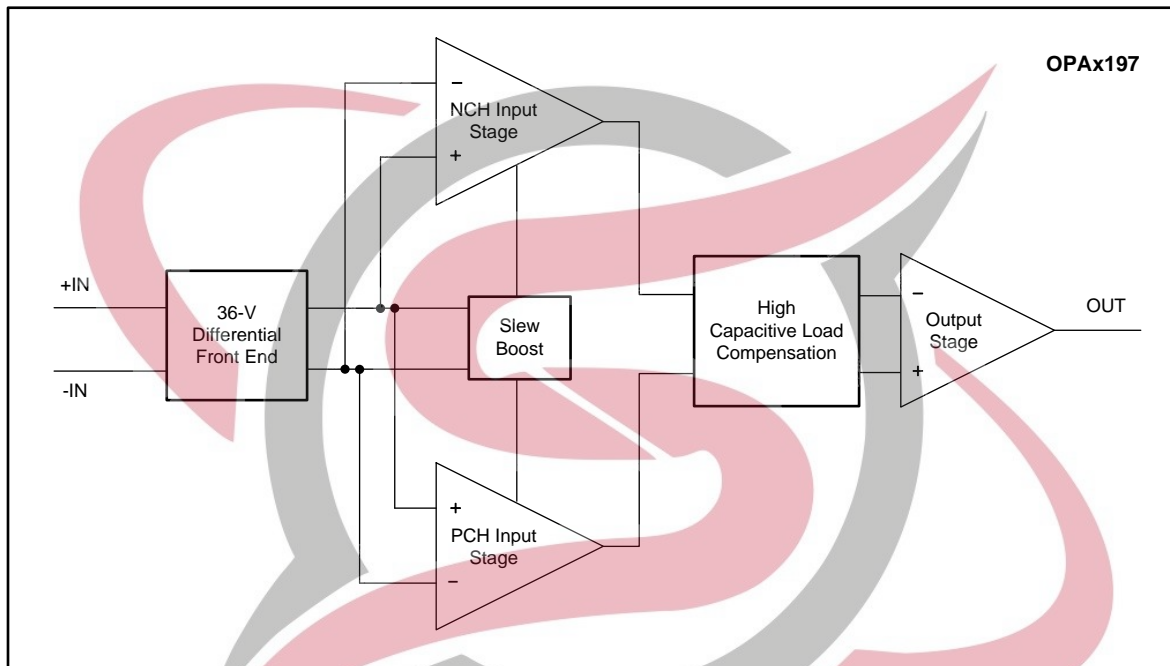 OPAx197
−
NCH Input
Stage
+
+IN
-IN
36-V
Differential
Front End
Slew
Boost
High
Capacitive Load
Compensation
−
Output
Stage
+
OUT
+
PCH Input
Stage
−